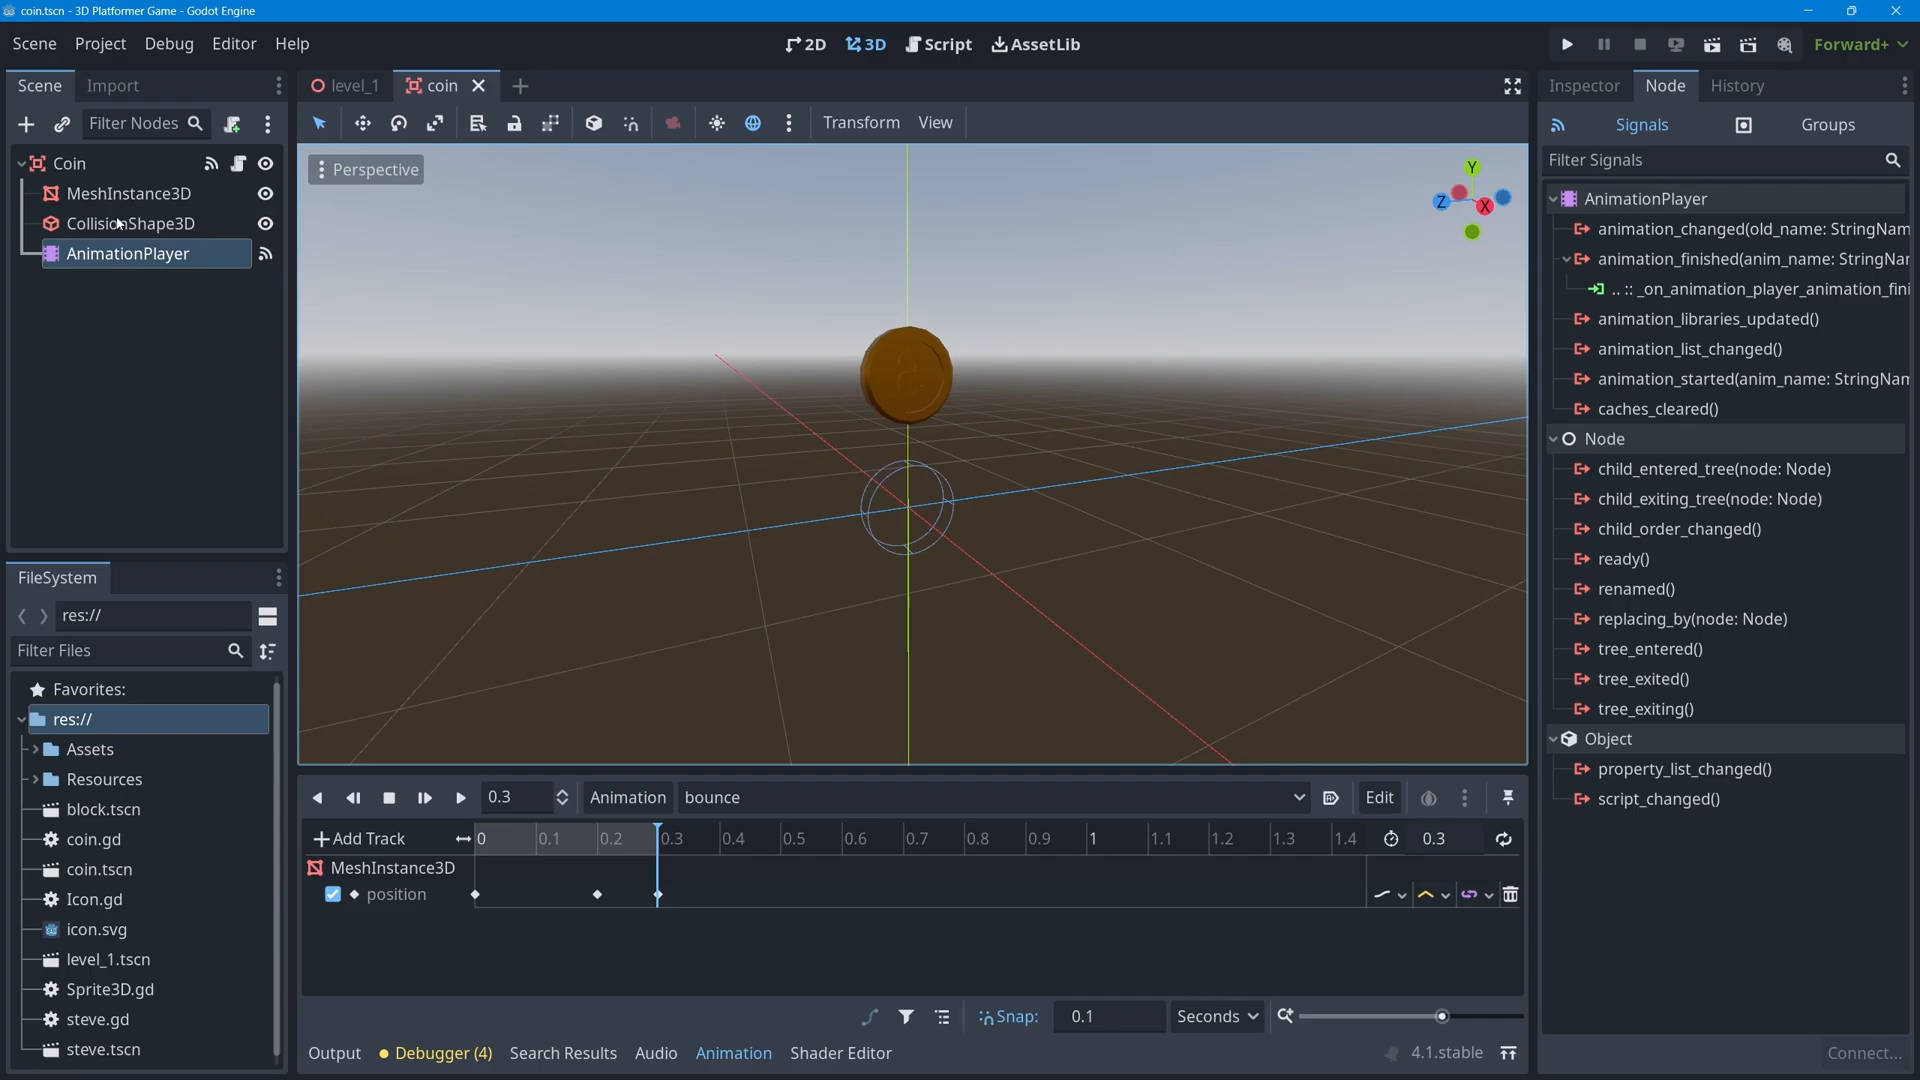 coin.tscn - 3D Platformer Game - Godot Engine
Scene Project Debug Editor Help
2D 3D Script AssetLib
Forward+
Scene Import
level_1 coin
Inspector Node History
Filter Nodes
Transform View
Signals Groups
Filter Signals
Coin
MeshInstance3D
CollisionShape3D
AnimationPlayer
Perspective
Y
Z
X
AnimationPlayer
animation_changed(old_name: StringNam
animation_finished(anim_name: StringNar
.. :: _on_animation_player_animation_fini
animation_libraries_updated()
animation_list_changed()
animation_started(anim_name: StringNam
caches_cleared()
Node
child_entered_tree(node: Node)
child_exiting_tree(node: Node)
child_order_changed()
ready()
renamed()
replacing_by(node: Node)
tree_entered()
tree_exited()
tree_exiting()
Object
property_list_changed()
script_changed()
Connect...
FileSystem
res://
Filter Files
Favorites:
res://
Assets
Resources
block.tscn
coin.gd
coin.tscn
Icon.gd
icon.svg
level_1.tscn
Sprite3D.gd
steve.gd
steve.tscn
0.3 Animation bounce Edit
Add Track 0 0.1 0.2 0.3 0.4 0.5 0.6 0.7 0.8 0.9 1 1.1 1.2 1.3 1.4 0.3
MeshInstance3D
position
Snap: 0.1 Seconds
Output Debugger (4) Search Results Audio Animation Shader Editor 4.1.stable